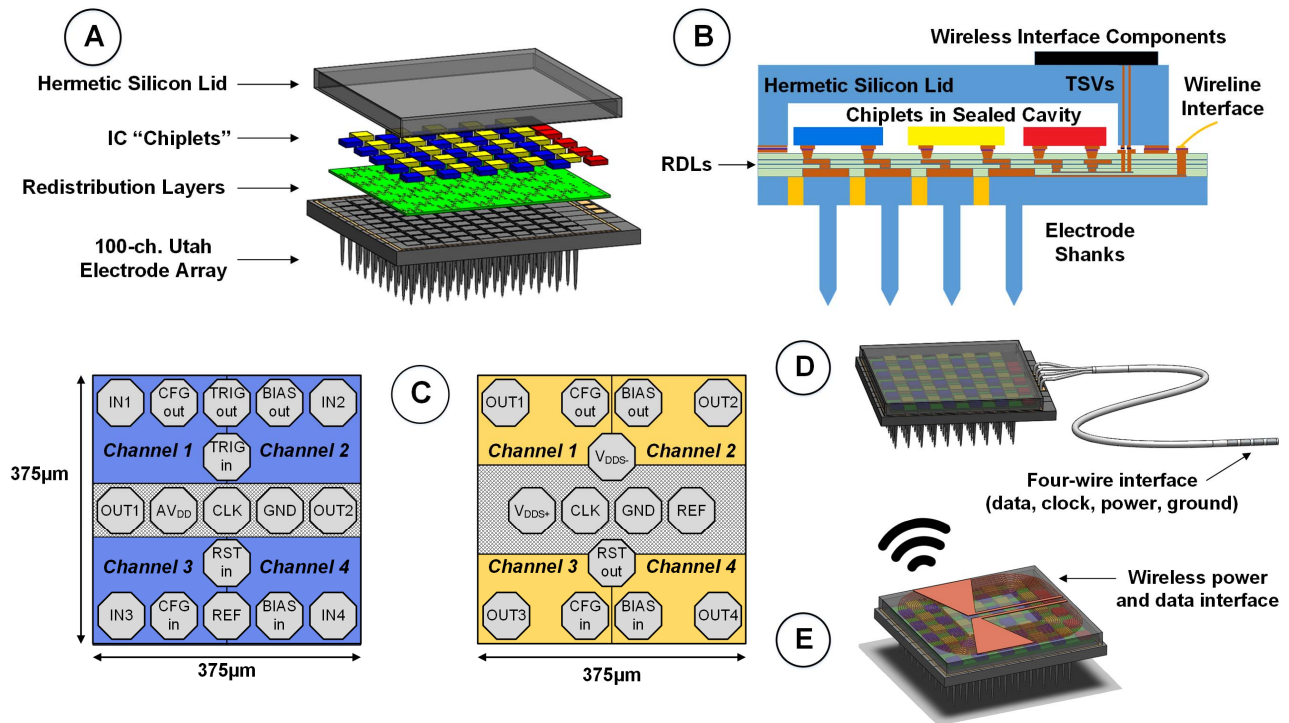 A
Hermetic Silicon Lid
IC “Chiplets”
Redistribution Layers
100-ch. Utah
Electrode Array
B
Wireless Interface Components
Hermetic Silicon Lid
TSVs
Wireline
Interface
Chiplets in Sealed Cavity
RDLs
Electrode
Shanks
C
375µm
IN1
CFG
out
TRIG
out
BIAS
out
IN2
Channel 1
TRIG
in
Channel 2
OUT1
AVDD
CLK
GND
OUT2
Channel 3
RST
in
Channel 4
IN3
CFG
in
REF
BIAS
in
IN4
375µm
OUT1
CFG
out
BIAS
out
OUT2
Channel 1
VDDS-
Channel 2
VDDS+
CLK
GND
REF
Channel 3
RST
out
Channel 4
OUT3
CFG
in
BIAS
in
OUT4
375µm
D
Four-wire interface
(data, clock, power, ground)
E
Wireless power
and data interface